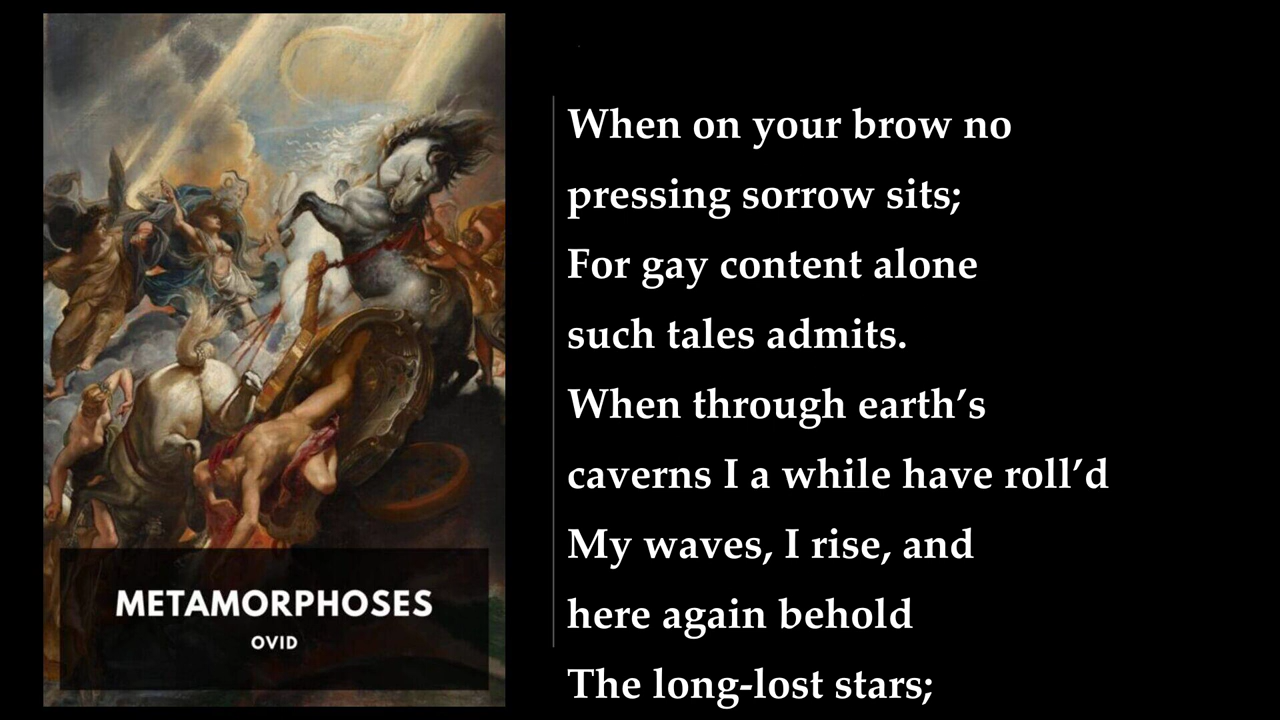 METAMORPHOSES
OVID
When on your brow no
pressing sorrow sits;
For gay content alone
such tales admits.
When through earth’s
caverns I a while have roll’d
My waves, I rise, and
here again behold
The long-lost stars;